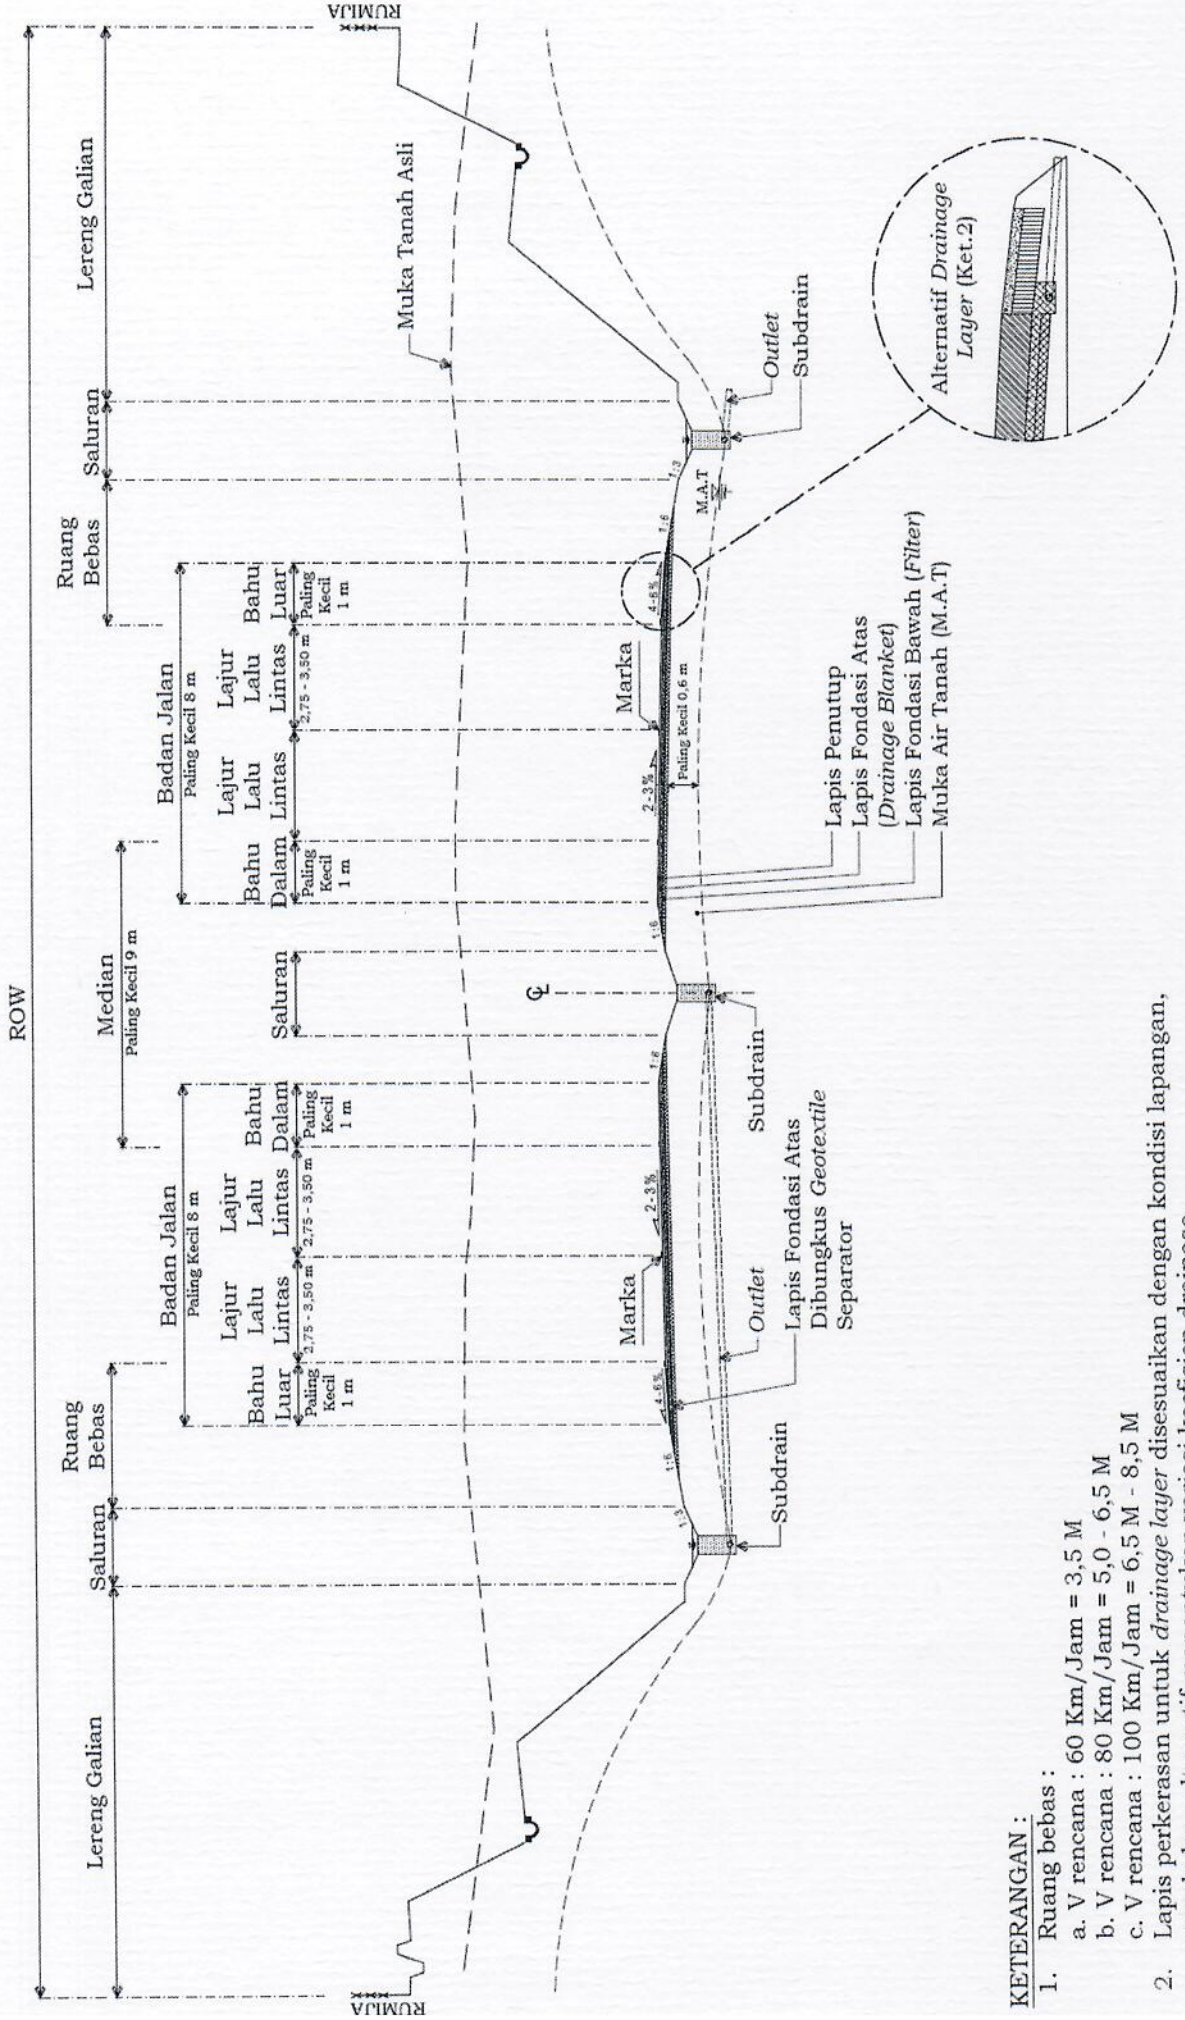 ROW
RUMIJA
RUMIJA
Lereng Galian
Saluran
Ruang
Bebas
Badan Jalan
Paling Kecil 8 m
Median
Paling Kecil 9 m
Badan Jalan
Paling Kecil 8 m
Ruang
Bebas
Saluran
Lereng Galian
Bahu
Luar
Paling
Kecil
1 m
Lajur
Lalu
Lintas
2,75 - 3,50 m
Lajur
Lalu
Lintas
2,75 - 3,50 m
Bahu
Dalam
Paling
Kecil
1 m
Saluran
Bahu
Dalam
Paling
Kecil
1 m
Lajur
Lalu
Lintas
Lajur
Lalu
Lintas
2,75 - 3,50 m
Bahu
Luar
Paling
Kecil
1 m
Muka Tanah Asli
℄
Marka
Marka
1:3
1:6
4-6%
2-3%
1:6
1:6
2-3%
4-6%
1:6
1:3
Paling Kecil 0,6 m
M.A.T
Subdrain
Outlet
Lapis Fondasi Atas
Dibungkus Geotextile
Separator
Subdrain
Lapis Penutup
Lapis Fondasi Atas
(Drainage Blanket)
Lapis Fondasi Bawah (Filter)
Muka Air Tanah (M.A.T)
Outlet
Subdrain
Alternatif Drainage
Layer (Ket.2)
KETERANGAN :
1. Ruang bebas :
a. V rencana : 60 Km/Jam = 3,5 M
b. V rencana : 80 Km/Jam = 5,0 - 6,5 M
c. V rencana : 100 Km/Jam = 6,5 M - 8,5 M
2. Lapis perkerasan untuk drainage layer disesuaikan dengan kondisi lapangan,